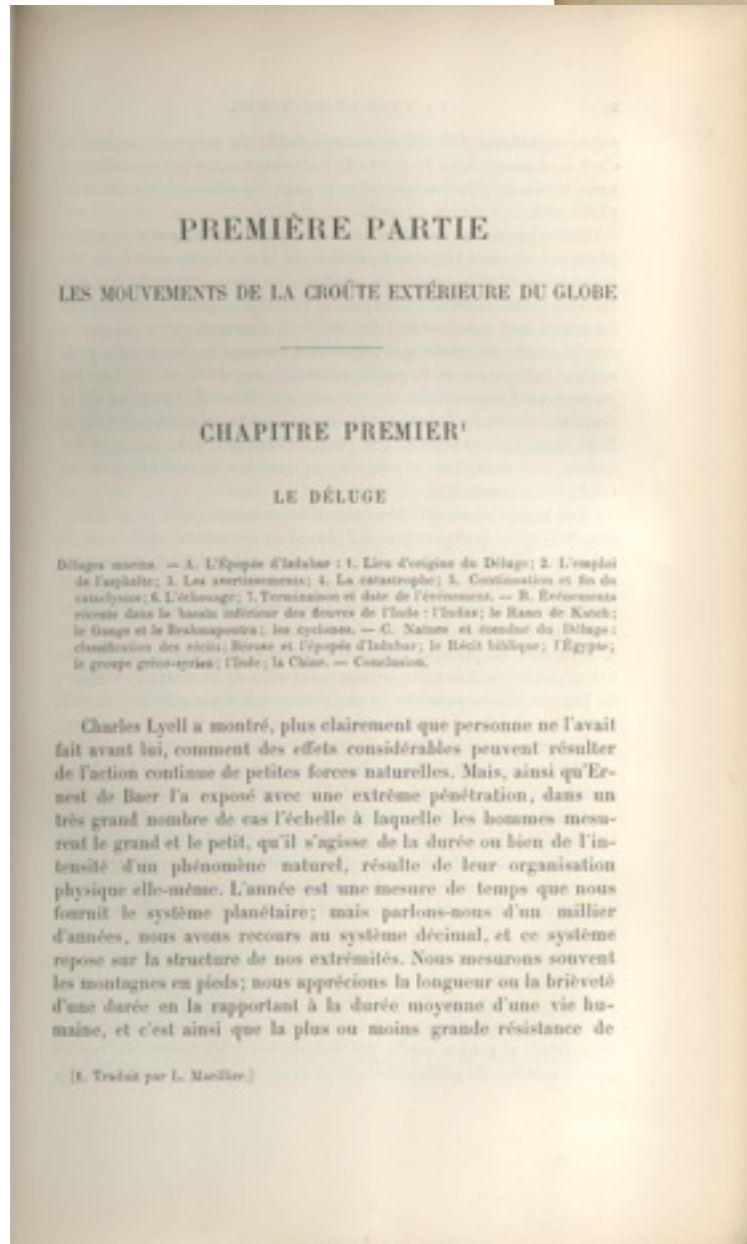 PREMIÈRE PARTIE
LES MOUVEMENTS DE LA CROÛTE EXTÉRIEURE DU GLOBE
CHAPITRE PREMIER¹
LE DÉLUGE
Déluges marins. — A. L'Épopée d'Izdubar : 1. Lieu d'origine du Déluge; 2. L'emploi
de l'asphalte; 3. Les avertissements; 4. La catastrophe; 5. Continuation et fin du
cataclysme; 6. L'échouage; 7. Terminaison et date de l'événement. — B. Événements
récents dans le bassin inférieur des fleuves de l'Inde : l'Indus; le Rann de Katch;
le Gange et le Brahmapoutra; les cyclones. — C. Nature et étendue du Déluge :
classification des récits; Bérose et l'épopée d'Izdubar; le Récit biblique; l'Égypte;
le groupe gréco-syrien; l'Inde; la Chine. — Conclusion.
Charles Lyell a montré, plus clairement que personne ne l'avait
fait avant lui, comment des effets considérables peuvent résulter
de l'action continue de petites forces naturelles. Mais, ainsi qu'Er-
nest de Baer l'a exposé avec une extrême pénétration, dans un
très grand nombre de cas l'échelle à laquelle les hommes mesu-
rent le grand et le petit, qu'il s'agisse de la durée ou bien de l'in-
tensité d'un phénomène naturel, résulte de leur organisation
physique elle-même. L'année est une mesure de temps que nous
fournit le système planétaire; mais parlons-nous d'un millier
d'années, nous avons recours au système décimal, et ce système
repose sur la structure de nos extrémités. Nous mesurons souvent
les montagnes en pieds; nous apprécions la longueur ou la brièveté
d'une durée en la rapportant à la durée moyenne d'une vie hu-
maine, et c'est ainsi que la plus ou moins grande résistance de
[1. Traduit par L. Marillier.]